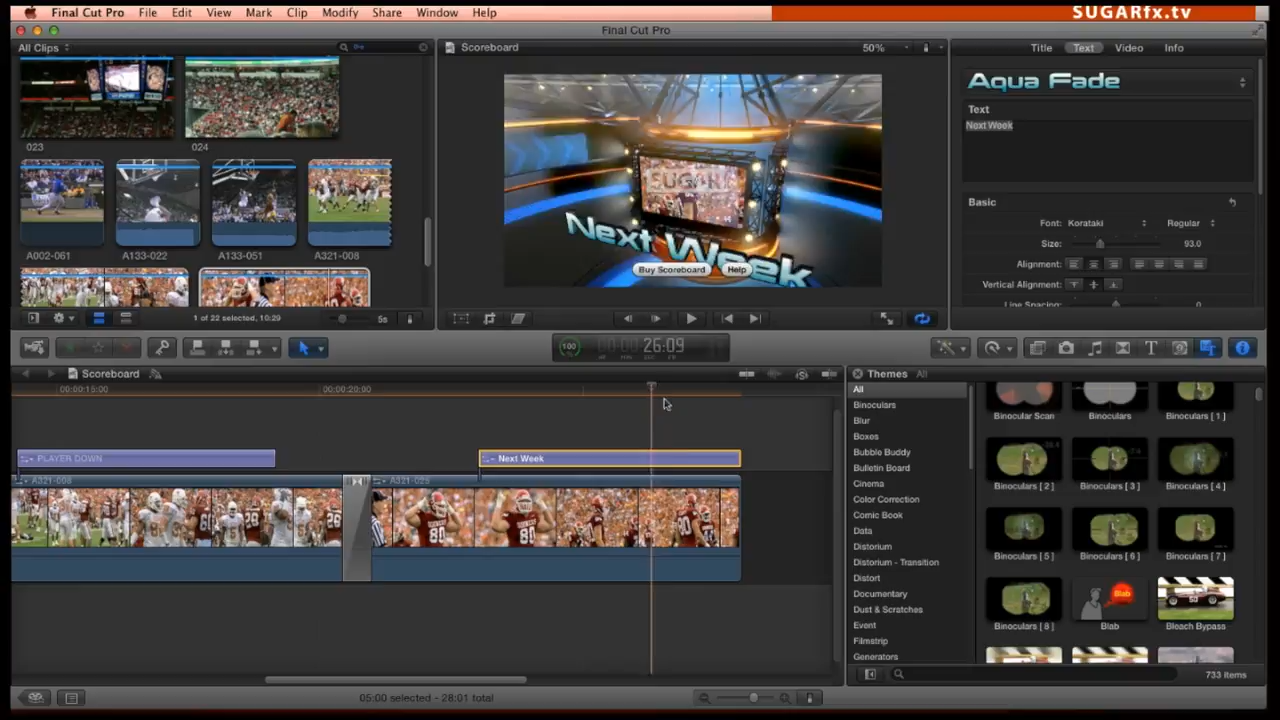 SUGARfx.tv
Final Cut Pro File Edit View Mark Clip Modify Share Window Help
Final Cut Pro
All Clips
023
024
A002-061
A133-022
A133-051
A321-008
1 of 22 selected, 10:29
5s
Scoreboard
50%
SUGAR
Next Week
Buy Scoreboard
Help
Title Text Video Info
Aqua Fade
Text
Next Week
Basic
Font: Korataki Regular
Size: 93.0
Alignment:
Vertical Alignment:
Line Spacing: 0
100
26:09
Scoreboard
00:00:15:00
00:00:20:00
PLAYER DOWN
Next Week
A321-008
Themes All
All
Binoculars
Blur
Boxes
Bubble Buddy
Bulletin Board
Cinema
Color Correction
Comic Book
Data
Distorium
Distorium - Transition
Distort
Documentary
Dust & Scratches
Event
Filmstrip
Generators
Binocular Scan
Binoculars
Binoculars [ 1 ]
Binoculars [ 2 ]
Binoculars [ 3 ]
Binoculars [ 4 ]
Binoculars [ 5 ]
Binoculars [ 6 ]
Binoculars [ 7 ]
Binoculars [ 8 ]
Blab
Blab
Bleach Bypass
05:00 selected - 28:01 total
733 items